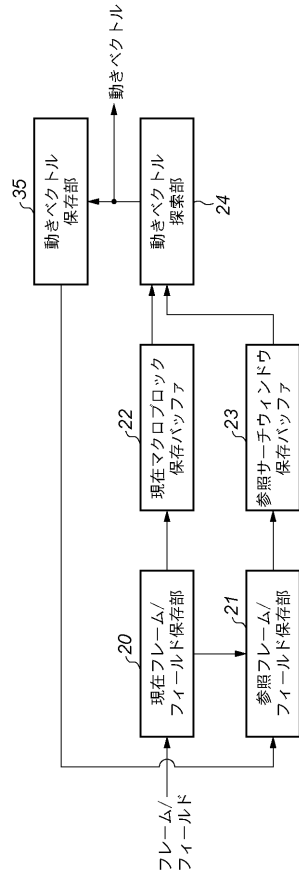 フレーム/
フィールド
20
現在フレーム/
フィールド保存部
21
参照フレーム/
フィールド保存部
22
現在マクロブロック
保存バッファ
23
参照サーチウィンドウ
保存バッファ
35
動きベクトル
保存部
動きベクトル
探索部
24
動きベクトル